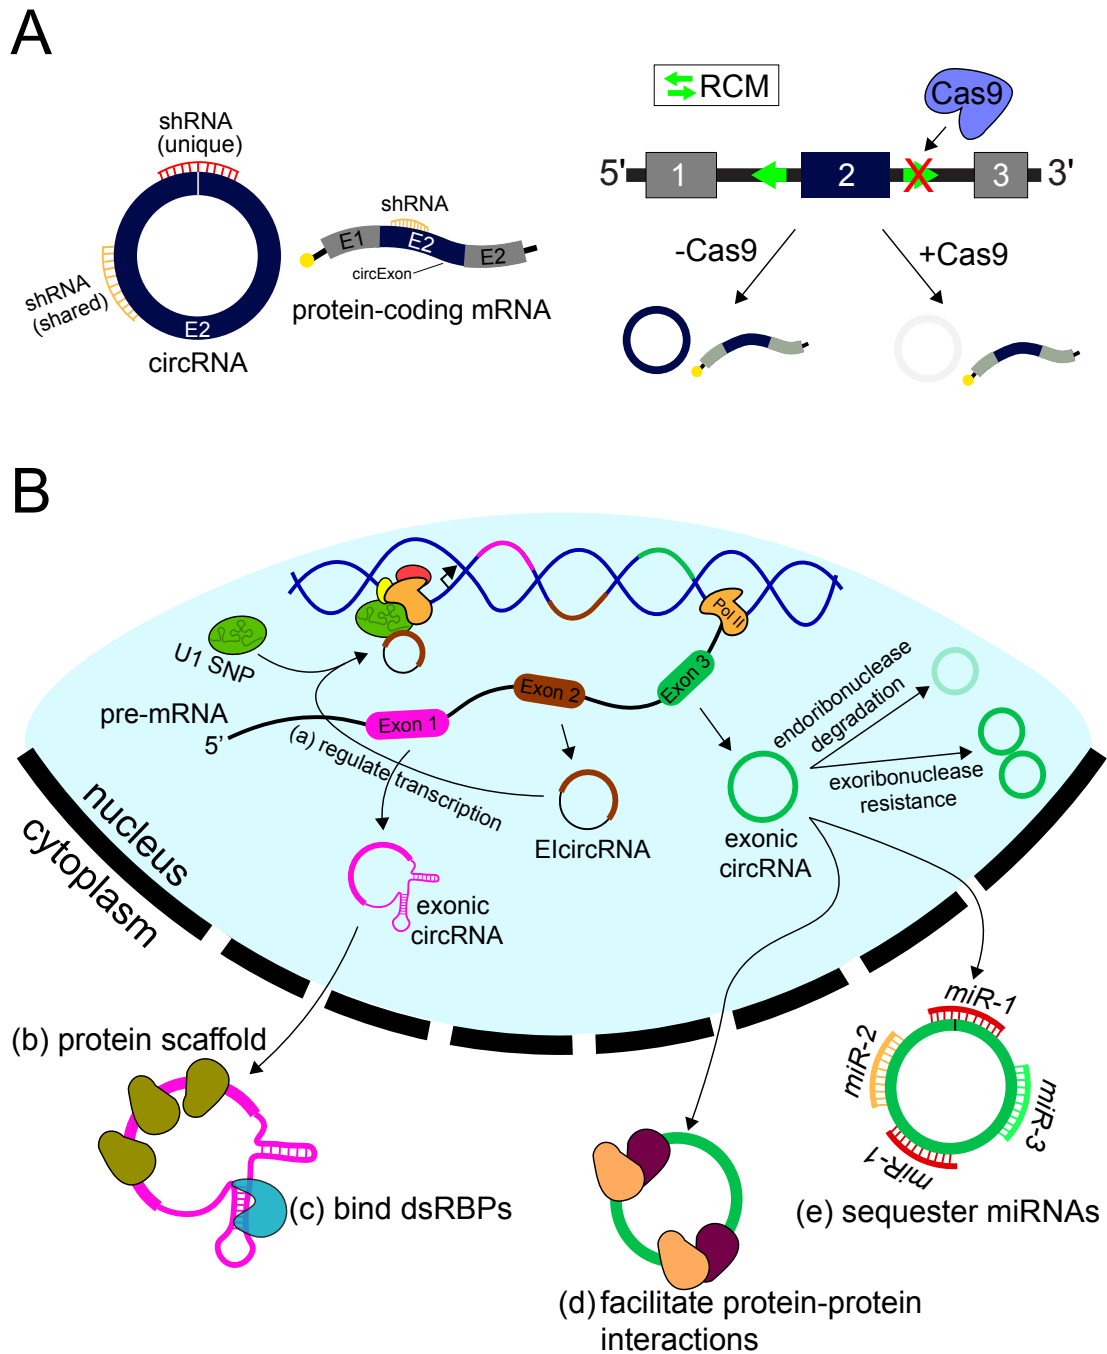 A
shRNA
(unique)
shRNA
(shared)
E2
circRNA
shRNA
E1
E2
E2
circExon
protein-coding mRNA
RCM
Cas9
5'
1
2
3
3'
-Cas9
+Cas9
B
Pol II
U1 SNP
pre-mRNA
5’
Exon 1
Exon 2
Exon 3
(a) regulate transcription
endoribonuclease
degradation
exoribonuclease
resistance
EIcircRNA
exonic
circRNA
exonic
circRNA
nucleus
cytoplasm
(b) protein scaffold
(c) bind dsRBPs
miR-1
miR-2
miR-3
miR-1
(e) sequester miRNAs
(d) facilitate protein-protein
interactions